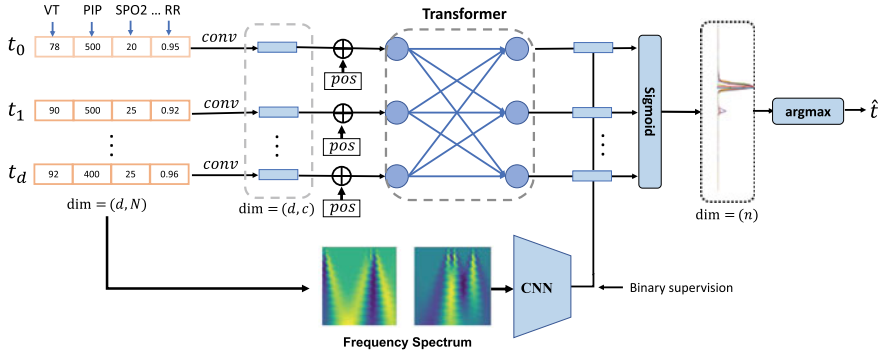 VT PIP SPO2 ... RR
Transformer
t₀ 78 500 20 0.95 conv pos
t₁ 90 500 25 0.92 conv pos
t_d 92 400 25 0.96 conv pos
Sigmoid
argmax t̂
dim = (d, N)
dim = (d, c)
dim = (n)
CNN
Binary supervision
Frequency Spectrum